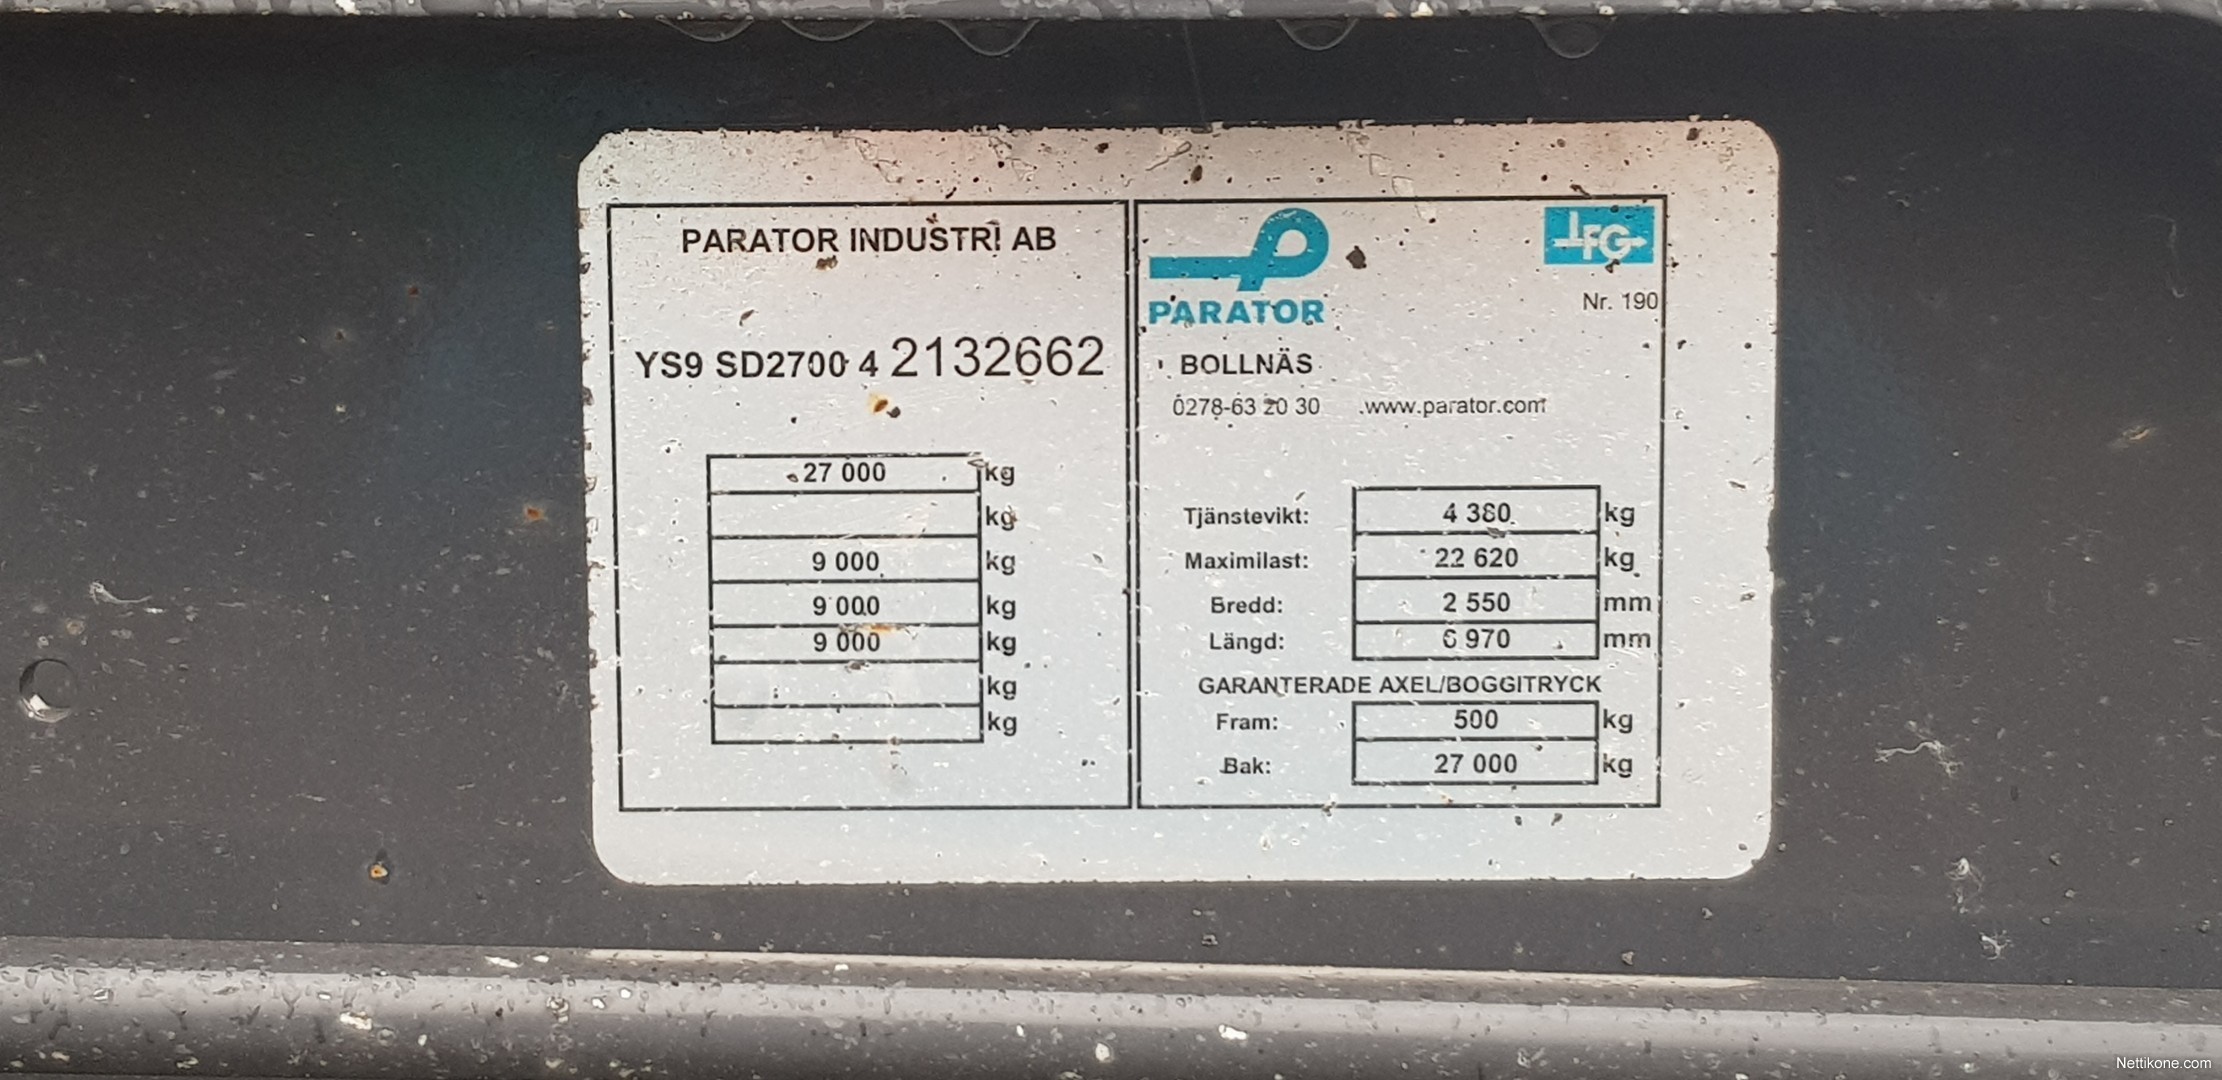 PARATOR INDUSTRI AB
YS9 SD2700 4 2132662
27 000 kg
kg
9 000 kg
9 000 kg
9 000 kg
kg
kg
PARATOR
LFG
Nr. 190
BOLLNÄS
0278-63 20 30 www.parator.com
Tjänstevikt: 4 380 kg
Maximilast: 22 620 kg
Bredd: 2 550 mm
Längd: 6 970 mm
GARANTERADE AXEL/BOGGITRYCK
Fram: 500 kg
Bak: 27 000 kg
Nettikone.com